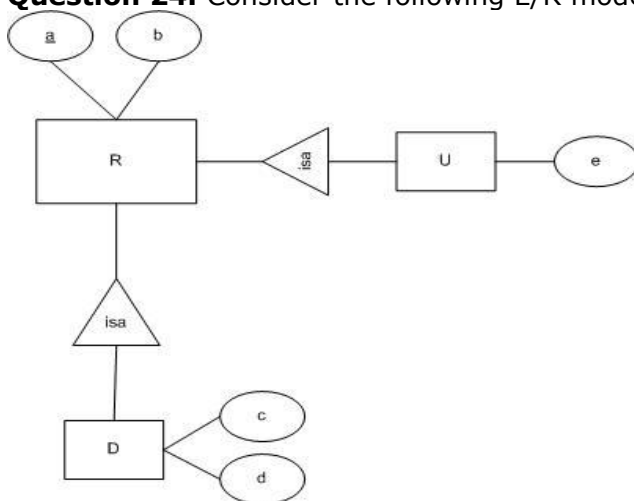 Question 24: Consider the following E/R mode
a
b
R
isa
U
e
isa
D
c
d